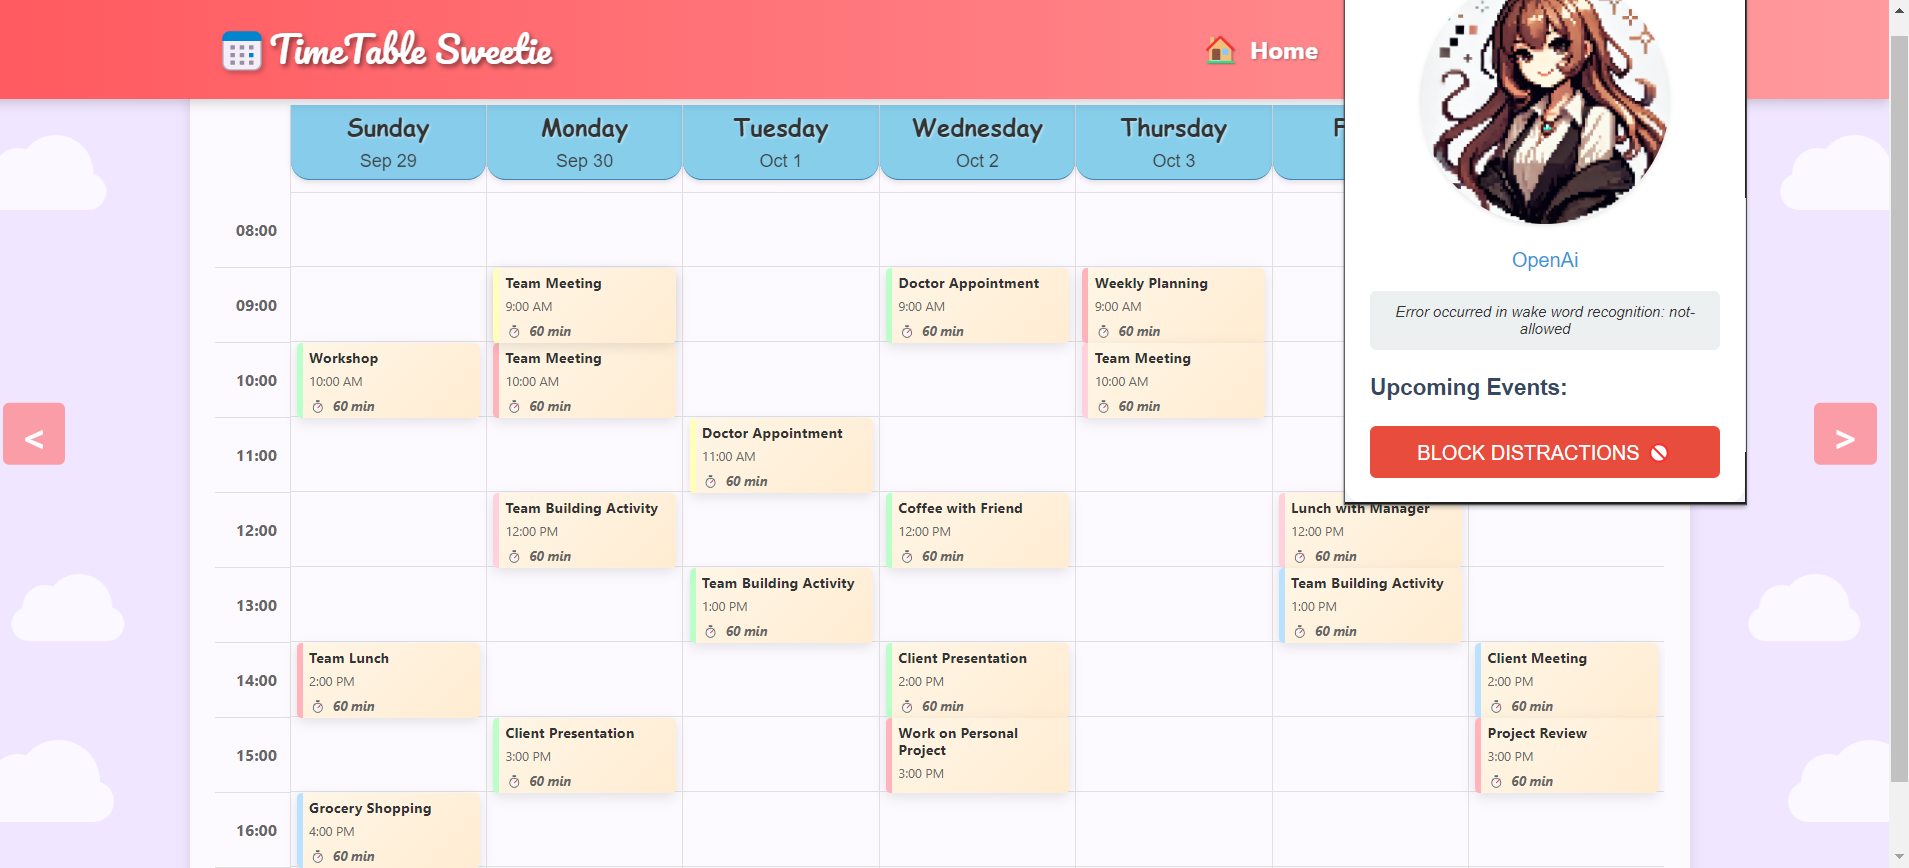 TimeTable Sweetie
Home
Sunday
Sep 29
Monday
Sep 30
Tuesday
Oct 1
Wednesday
Oct 2
Thursday
Oct 3
F
08:00
09:00
Team Meeting
9:00 AM
60 min
Doctor Appointment
9:00 AM
60 min
Weekly Planning
9:00 AM
60 min
10:00
Workshop
10:00 AM
60 min
Team Meeting
10:00 AM
60 min
Team Meeting
10:00 AM
60 min
11:00
Doctor Appointment
11:00 AM
60 min
12:00
Team Building Activity
12:00 PM
60 min
Coffee with Friend
12:00 PM
60 min
Lunch with Manager
12:00 PM
60 min
13:00
Team Building Activity
1:00 PM
60 min
Team Building Activity
1:00 PM
60 min
14:00
Team Lunch
2:00 PM
60 min
Client Presentation
2:00 PM
60 min
Client Meeting
2:00 PM
60 min
15:00
Client Presentation
3:00 PM
60 min
Work on Personal
Project
3:00 PM
Project Review
3:00 PM
60 min
16:00
Grocery Shopping
4:00 PM
60 min
<
>
OpenAi
Error occurred in wake word recognition: not-
allowed
Upcoming Events:
BLOCK DISTRACTIONS